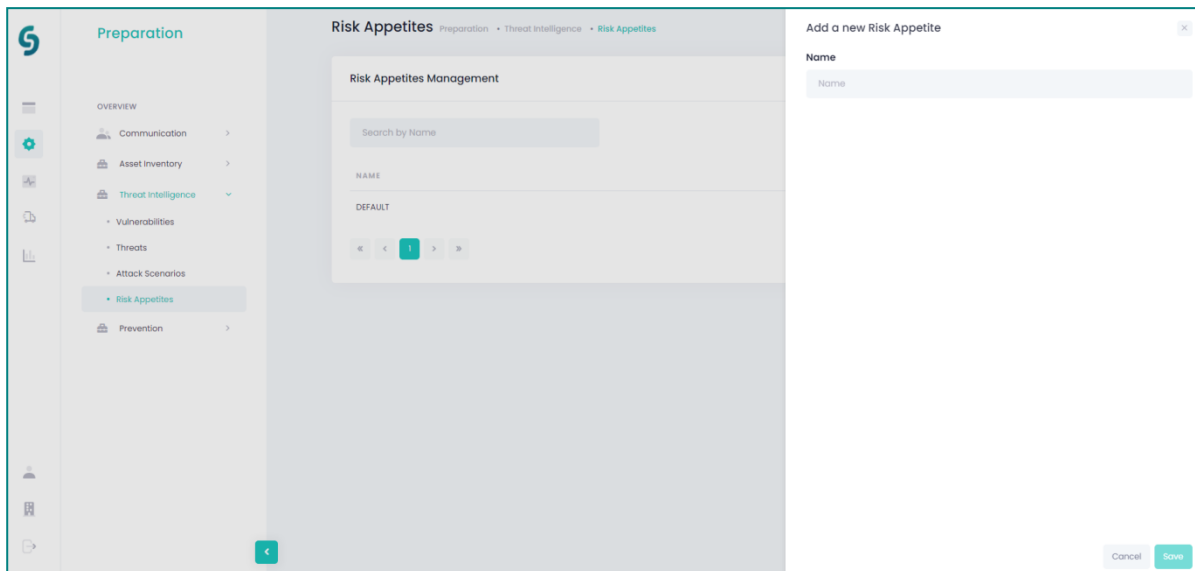 Preparation
OVERVIEW
Communication
Asset Inventory
Threat Intelligence
Vulnerabilities
Threats
Attack Scenarios
Risk Appetites
Prevention
Risk Appetites Preparation • Threat Intelligence • Risk Appetites
Risk Appetites Management
Search by Name
NAME
DEFAULT
« < 1 > »
Add a new Risk Appetite
Name
Name
Cancel Save